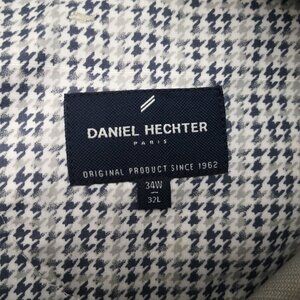 DANIEL HECHTER
PARIS
ORIGINAL PRODUCT SINCE 1962
34W
32L